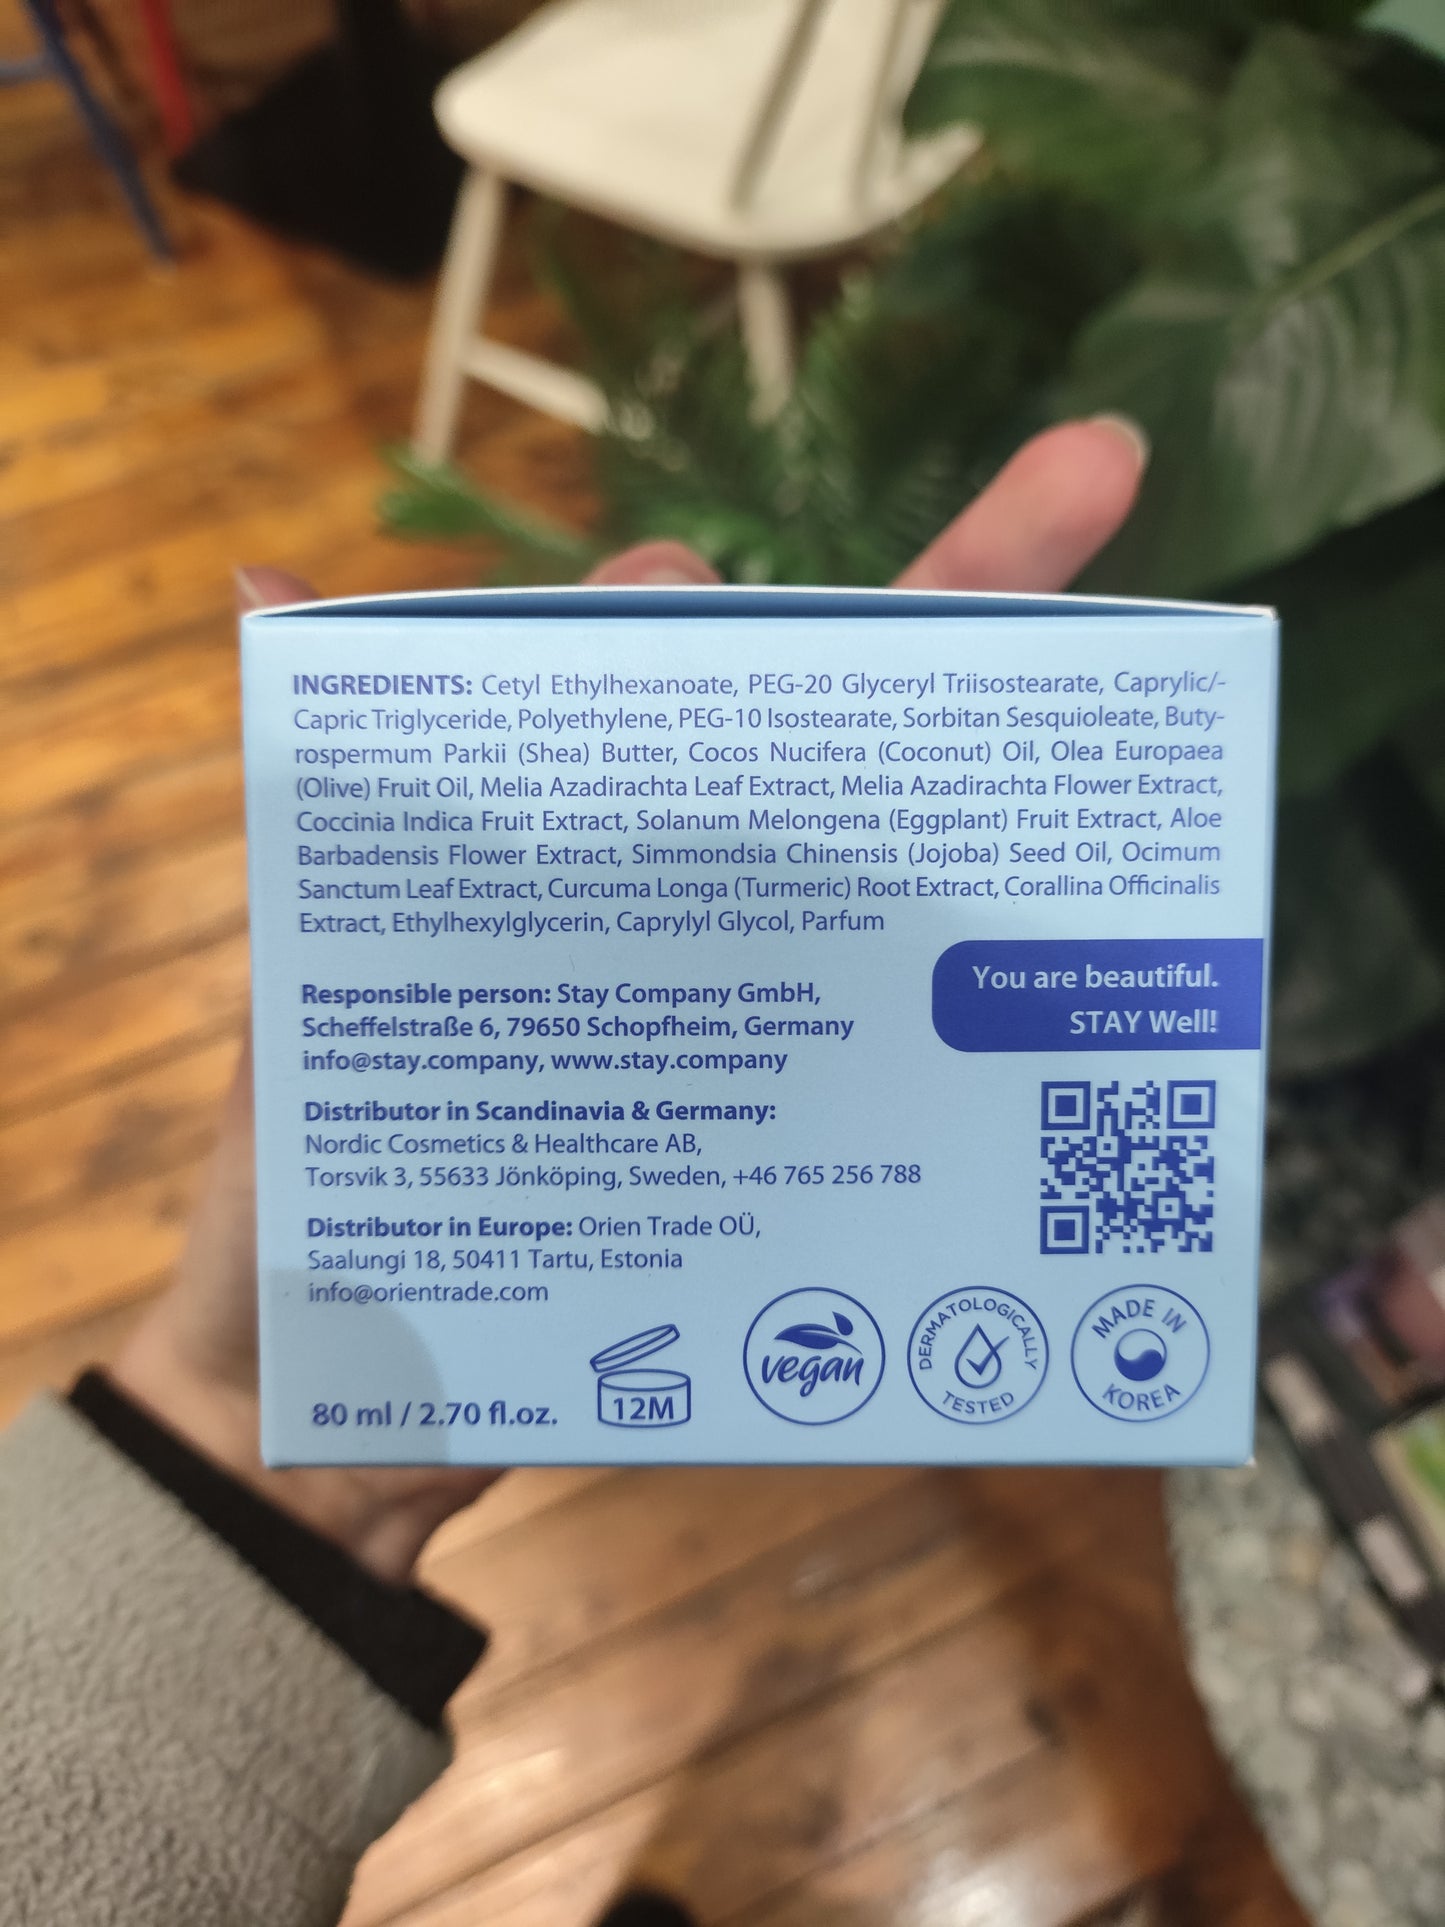 INGREDIENTS: Cetyl Ethylhexanoate, PEG-20 Glyceryl Triisostearate, Caprylic/-
Capric Triglyceride, Polyethylene, PEG-10 Isostearate, Sorbitan Sesquioleate, Buty-
rospermum Parkii (Shea) Butter, Cocos Nucifera (Coconut) Oil, Olea Europaea
(Olive) Fruit Oil, Melia Azadirachta Leaf Extract, Melia Azadirachta Flower Extract,
Coccinia Indica Fruit Extract, Solanum Melongena (Eggplant) Fruit Extract, Aloe
Barbadensis Flower Extract, Simmondsia Chinensis (Jojoba) Seed Oil, Ocimum
Sanctum Leaf Extract, Curcuma Longa (Turmeric) Root Extract, Corallina Officinalis
Extract, Ethylhexylglycerin, Caprylyl Glycol, Parfum
You are beautiful.
STAY Well!
Responsible person: Stay Company GmbH,
Scheffelstraße 6, 79650 Schopfheim, Germany
info@stay.company, www.stay.company
Distributor in Scandinavia & Germany:
Nordic Cosmetics & Healthcare AB,
Torsvik 3, 55633 Jönköping, Sweden, +46 765 256 788
Distributor in Europe: Orien Trade OÜ,
Saalungi 18, 50411 Tartu, Estonia
info@orientrade.com
80 ml / 2.70 fl.oz.
12M
vegan
DERMATOLOGICALLY
TESTED
MADE IN
KOREA